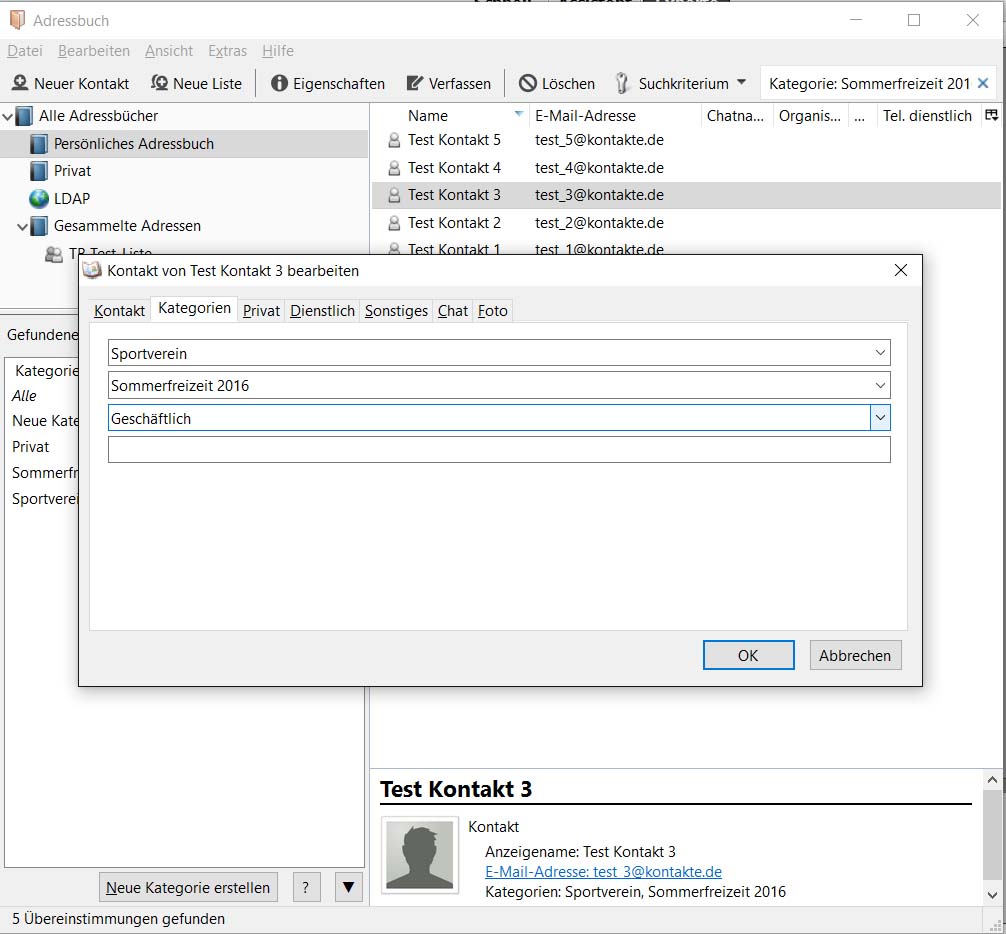 Adressbuch
Datei Bearbeiten Ansicht Extras Hilfe
Neuer Kontakt Neue Liste Eigenschaften Verfassen Löschen Suchkriterium Kategorie: Sommerfreizeit 201
Alle Adressbücher
Persönliches Adressbuch
Privat
LDAP
Gesammelte Adressen
TB Test-Liste
Name E-Mail-Adresse Chatna... Organis... ... Tel. dienstlich
Test Kontakt 5 test_5@kontakte.de
Test Kontakt 4 test_4@kontakte.de
Test Kontakt 3 test_3@kontakte.de
Test Kontakt 2 test_2@kontakte.de
Test Kontakt 1 test_1@kontakte.de
Kontakt von Test Kontakt 3 bearbeiten
Kontakt Kategorien Privat Dienstlich Sonstiges Chat Foto
Sportverein
Sommerfreizeit 2016
Geschäftlich
OK Abbrechen
Gefundene
Kategorie
Alle
Neue Kate
Privat
Sommerfr
Sportverei
Neue Kategorie erstellen ?
Test Kontakt 3
Kontakt
Anzeigename: Test Kontakt 3
E-Mail-Adresse: test_3@kontakte.de
Kategorien: Sportverein, Sommerfreizeit 2016
5 Übereinstimmungen gefunden